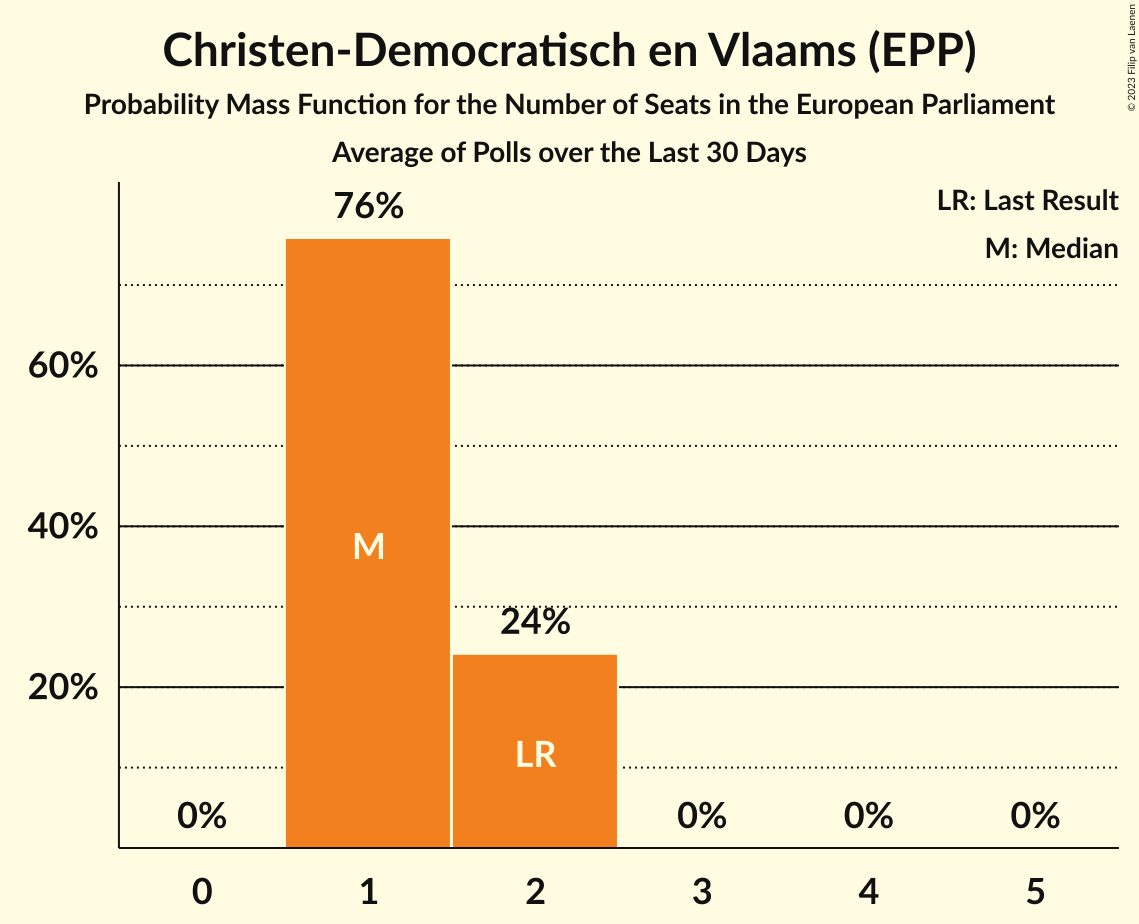 Christen-Democratisch en Vlaams (EPP)
Probability Mass Function for the Number of Seats in the European Parliament
Average of Polls over the Last 30 Days
© 2023 Filip van Laenen
LR: Last Result
M: Median
76%
60%
40%
M
24%
20%
LR
0%
0%
0%
0%
0
1
2
3
4
5